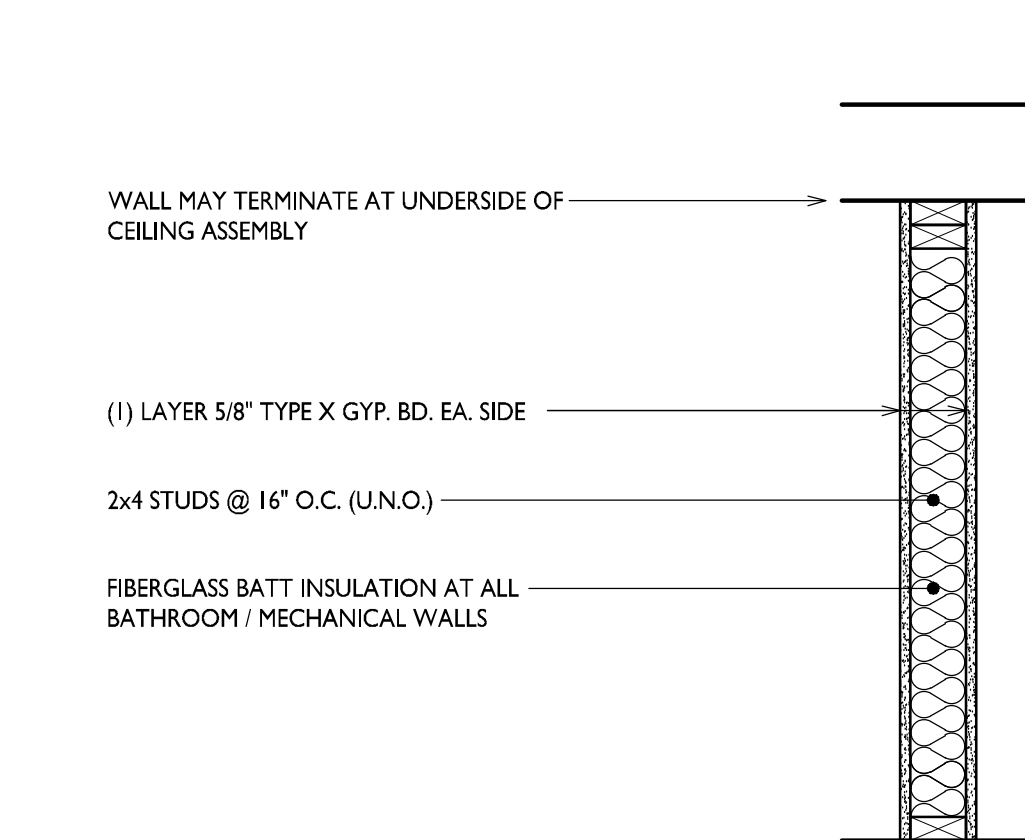 WALL MAY TERMINATE AT UNDERSIDE OF
CEILING ASSEMBLY
(1) LAYER 5/8" TYPE X GYP. BD. EA. SIDE
2x4 STUDS @ 16" O.C. (U.N.O.)
FIBERGLASS BATT INSULATION AT ALL
BATHROOM / MECHANICAL WALLS